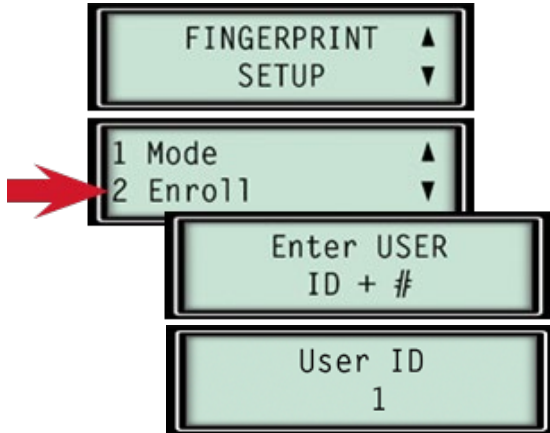 FINGERPRINT ▲
SETUP ▼
1 Mode ▲
2 Enroll ▼
Enter USER
ID + #
User ID
1